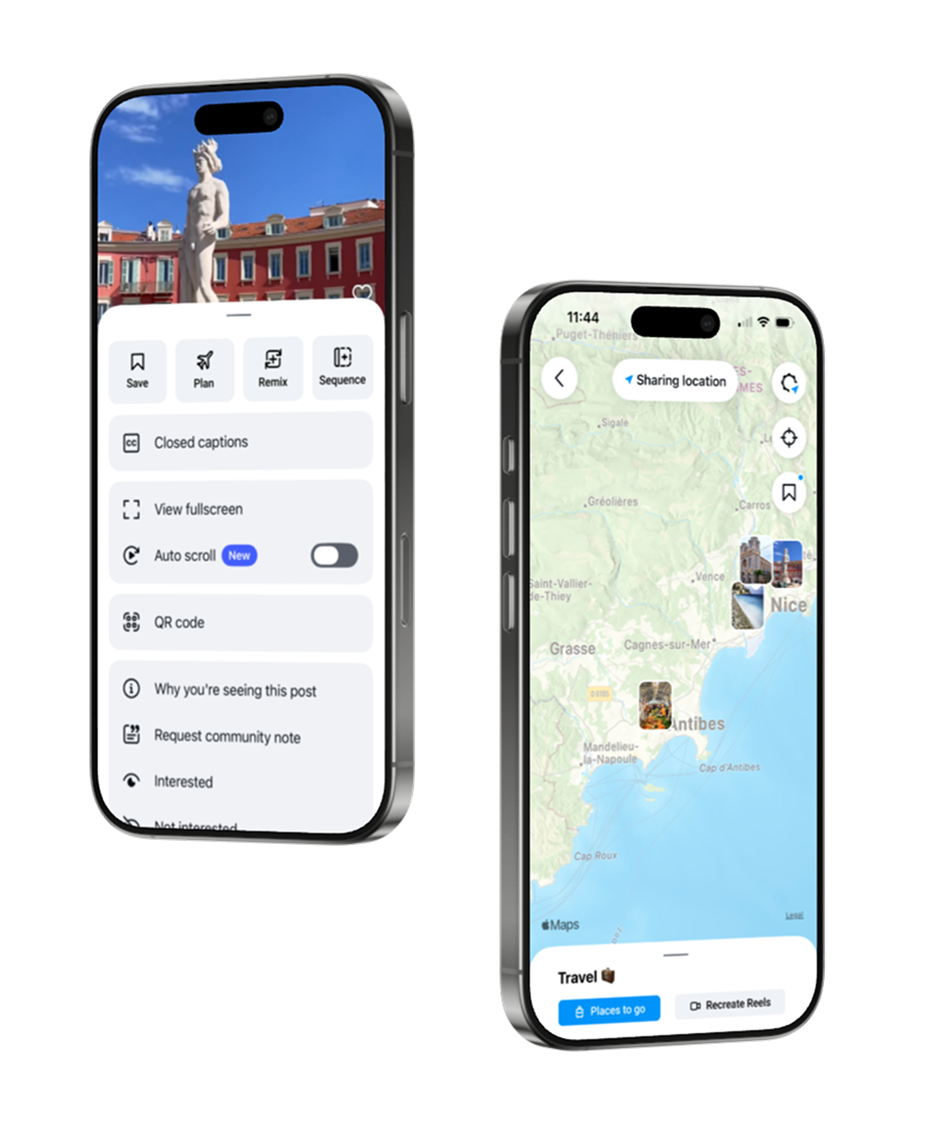 Save
Plan
Remix
Sequence
Closed captions
View fullscreen
Auto scroll New
QR code
Why you're seeing this post
Request community note
Interested
Not interested
11:44
Puget-Théniers
Sharing location
Sigale
Gréolières
Carros
Vence
Saint-Vallier-
de-Thiey
Nice
Grasse
Cagnes-sur-Mer
Antibes
Mandelieu-
la-Napoule
Cap d'Antibes
Cap Roux
Maps
Legal
Travel
Places to go
Recreate Reels